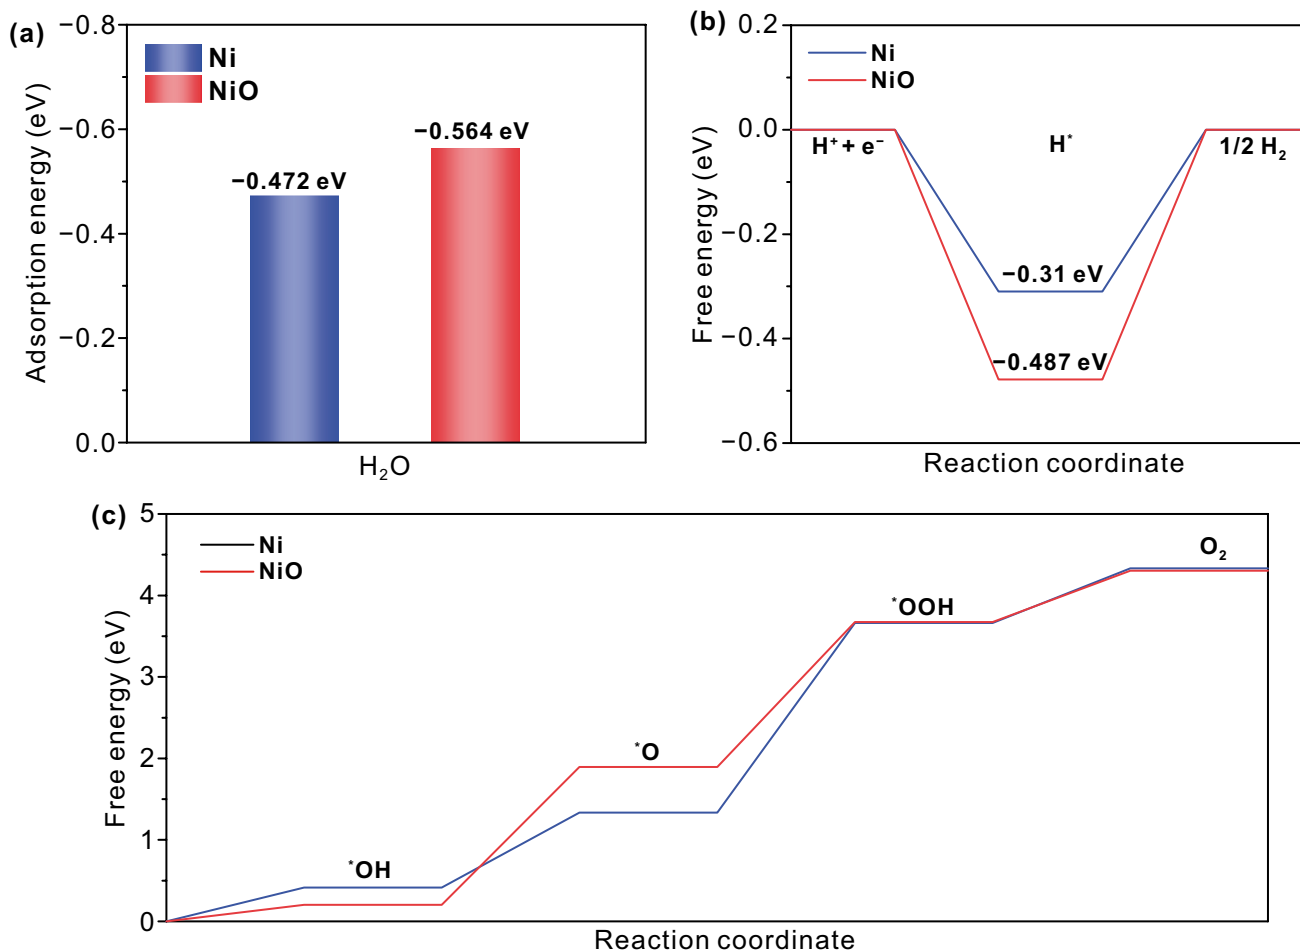 (a)
Adsorption energy (eV)
−0.8
−0.6
−0.4
−0.2
0.0
Ni
NiO
−0.472 eV
−0.564 eV
H₂O
(b)
Free energy (eV)
0.2
0.0
−0.2
−0.4
−0.6
Ni
NiO
H⁺ + e⁻
H*
1/2 H₂
−0.31 eV
−0.487 eV
Reaction coordinate
(c)
Free energy (eV)
5
4
3
2
1
0
Ni
NiO
*OH
*O
*OOH
O₂
Reaction coordinate